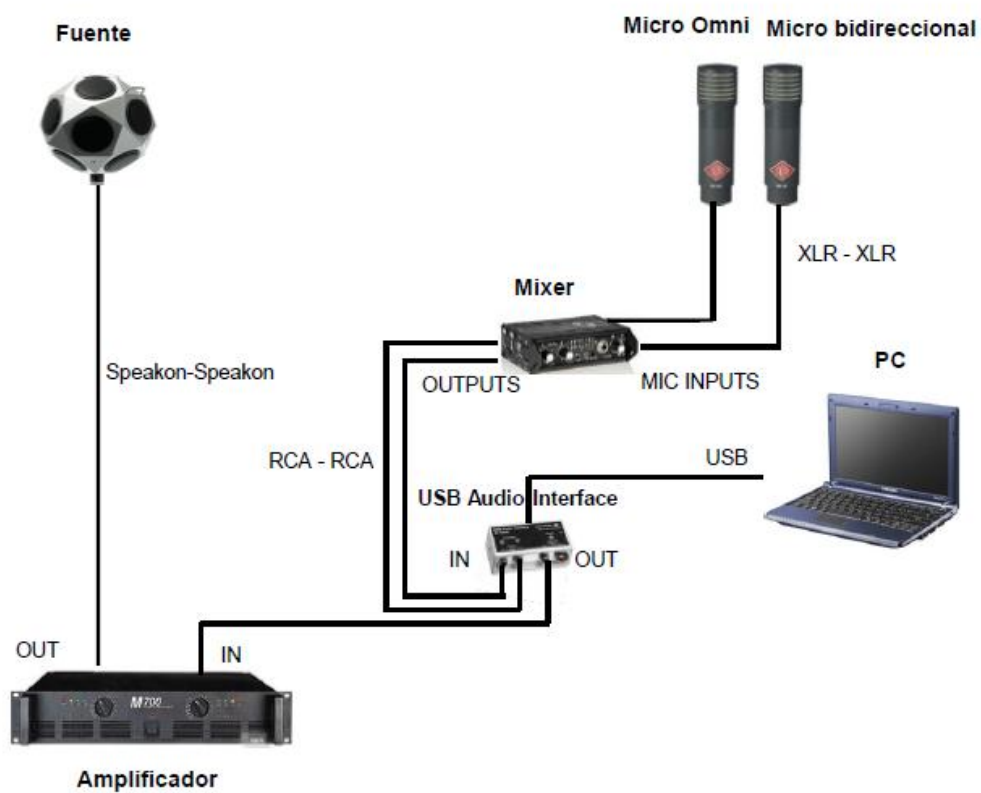 Fuente
Micro Omni
Micro bidireccional
XLR - XLR
Mixer
Speakon-Speakon
OUTPUTS
MIC INPUTS
PC
RCA - RCA
USB
USB Audio Interface
IN
OUT
OUT
IN
M700
Amplificador